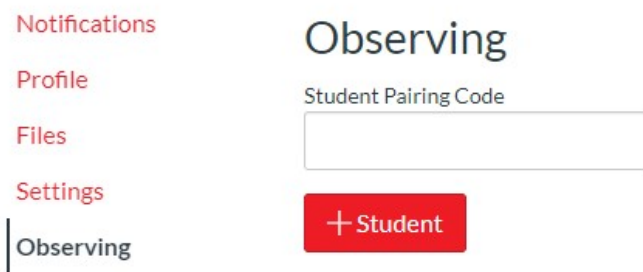 Notifications
Profile
Files
Settings
Observing
Observing
Student Pairing Code
+ Student